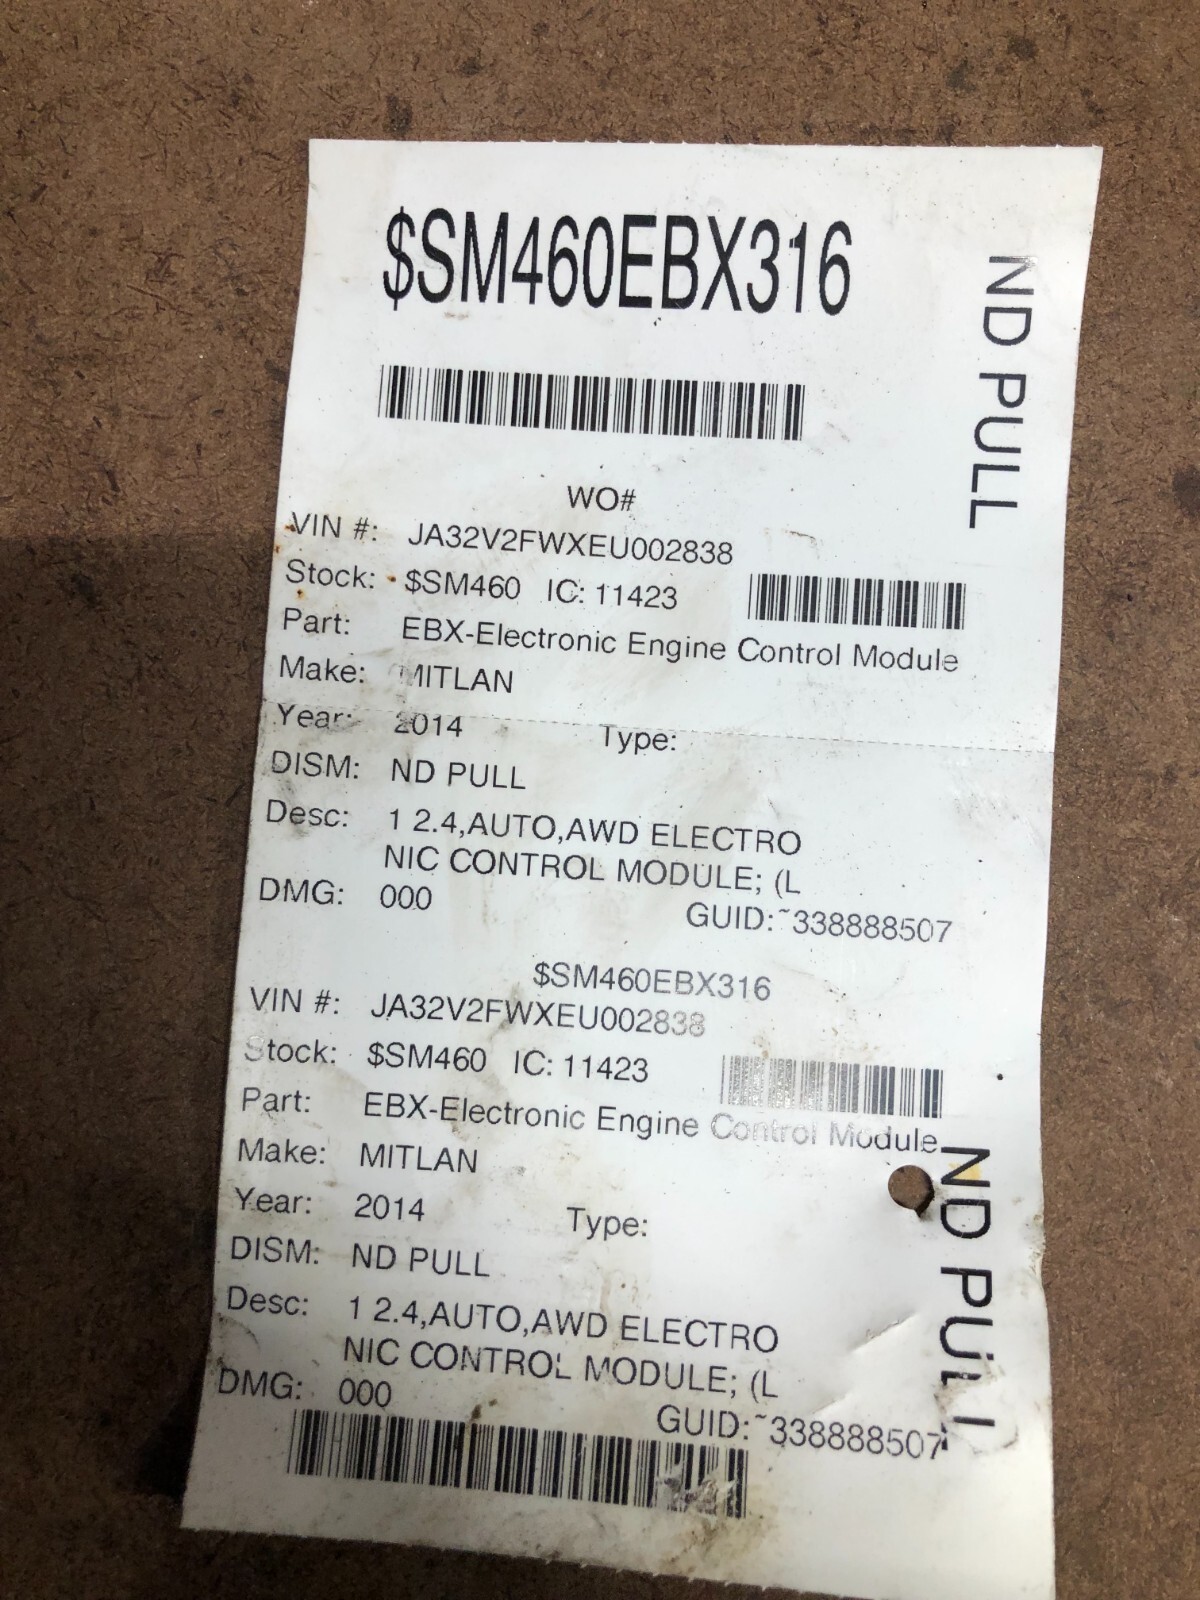 $SM460EBX316
ND PULL
WO#
VIN #: JA32V2FWXEU002838
Stock: $SM460 IC: 11423
Part: EBX-Electronic Engine Control Module
Make: MITLAN
Year: 2014 Type:
DISM: ND PULL
Desc: 1 2.4,AUTO,AWD ELECTRO
NIC CONTROL MODULE; (L
DMG: 000
GUID:~338888507
$SM460EBX316
VIN #: JA32V2FWXEU002838
Stock: $SM460 IC: 11423
Part: EBX-Electronic Engine Control Module
Make: MITLAN
Year: 2014 Type:
DISM: ND PULL
Desc: 1 2.4,AUTO,AWD ELECTRO
NIC CONTROL MODULE; (L
DMG: 000
GUID:~338888507
ND PULL